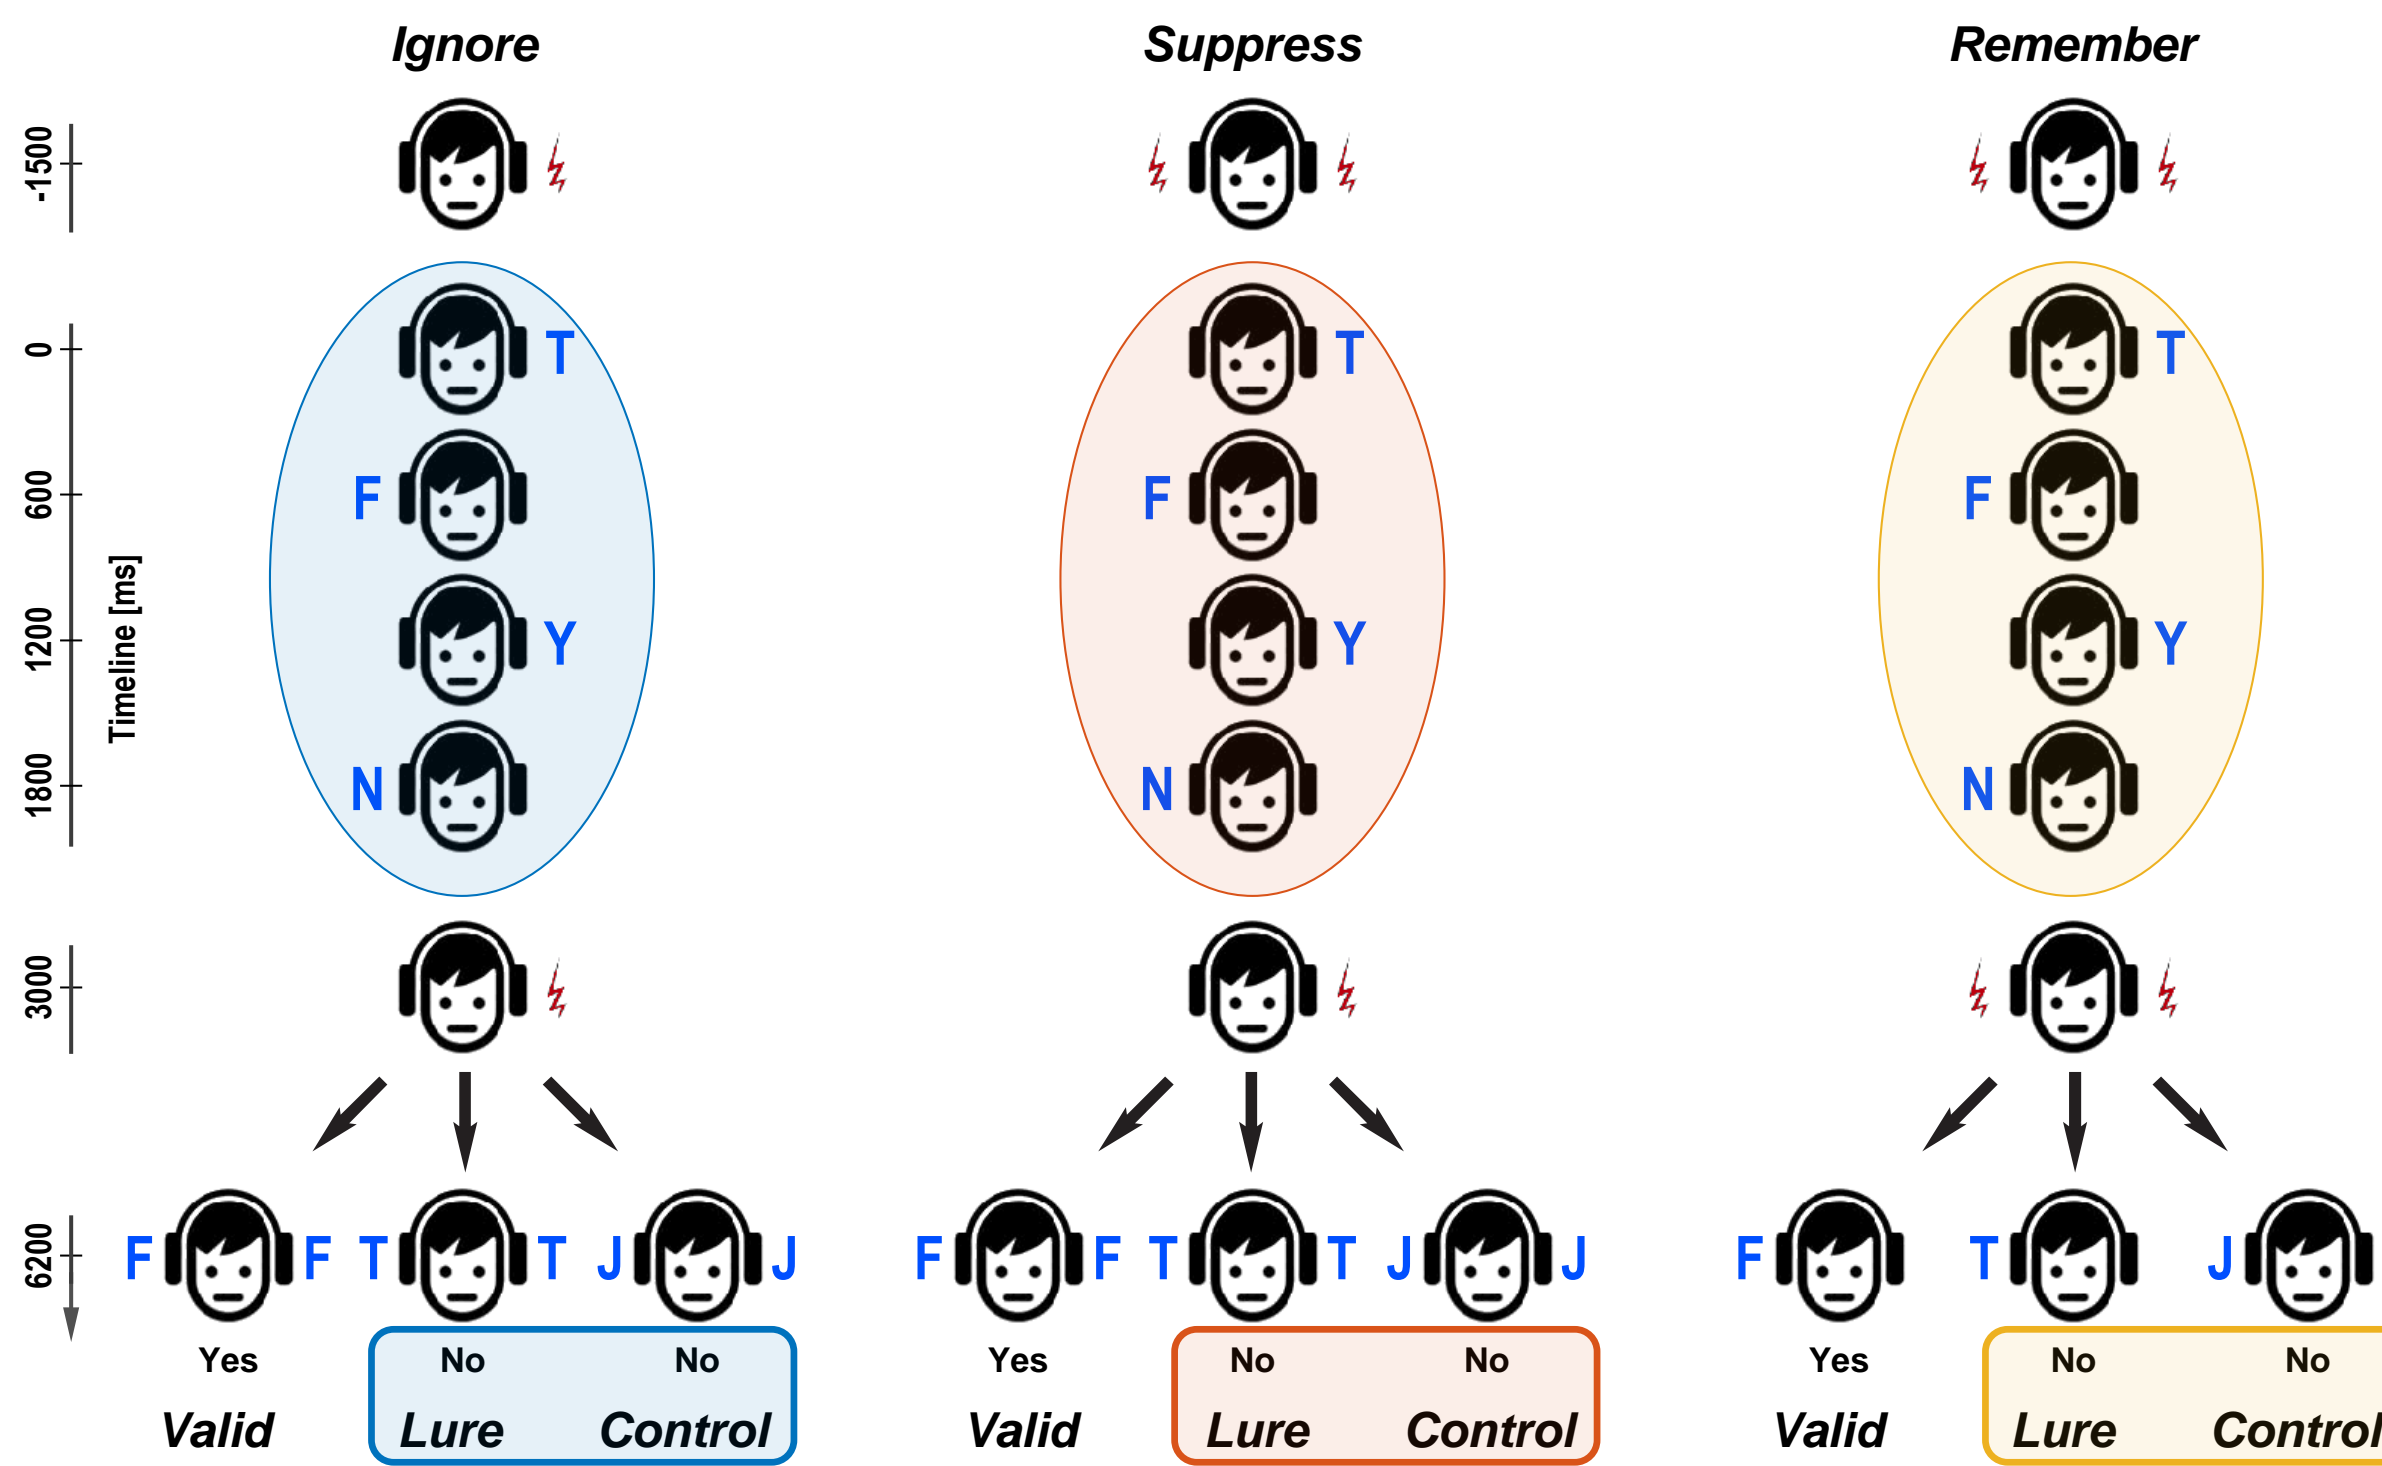 Ignore Suppress Remember
-1500
0 T T T
600 F F F
Timeline [ms]
1200 Y Y Y
1800 N N N
3000
6200 F F T T J J F F T T J J F T J
Yes No No Yes No No Yes No No
Valid Lure Control Valid Lure Control Valid Lure Control